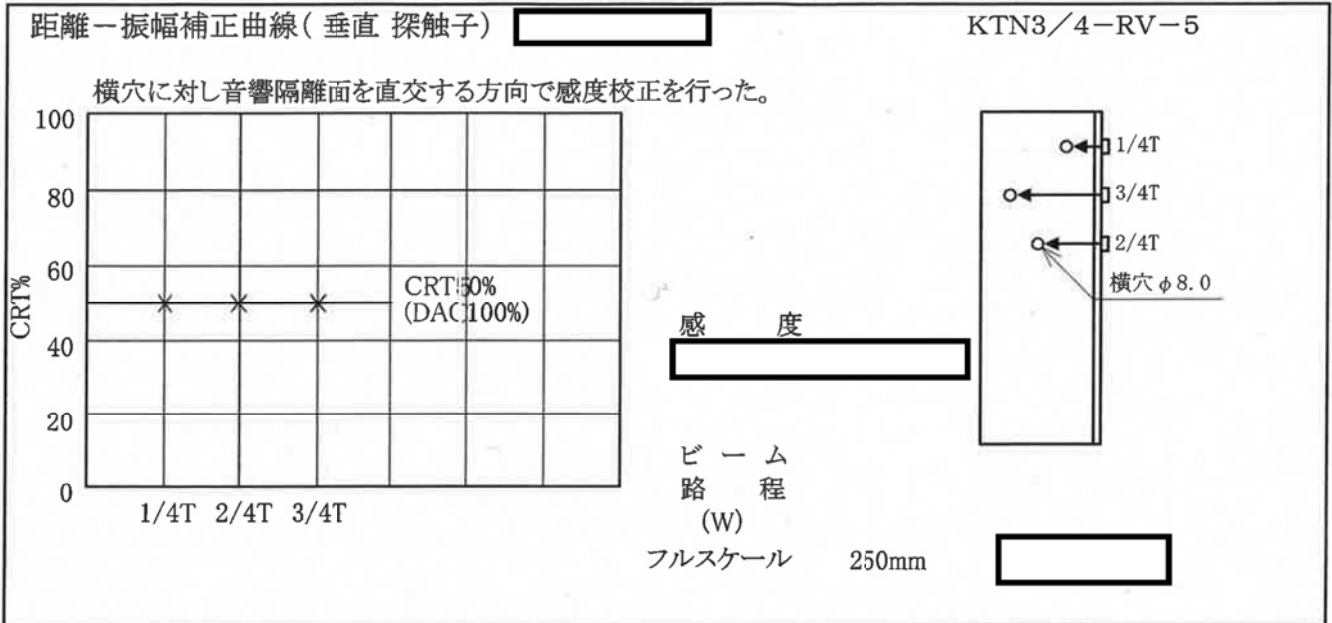 距離－振幅補正曲線( 垂直 探触子)
KTN3／4－RV－5
横穴に対し音響隔離面を直交する方向で感度校正を行った。
100
80
60
40
20
0
CRT%
CRT50%
(DAC100%)
1/4T 2/4T 3/4T
感 度
ビ ー ム
路 程
(W)
フルスケール 250mm
1/4T
3/4T
2/4T
横穴φ8.0